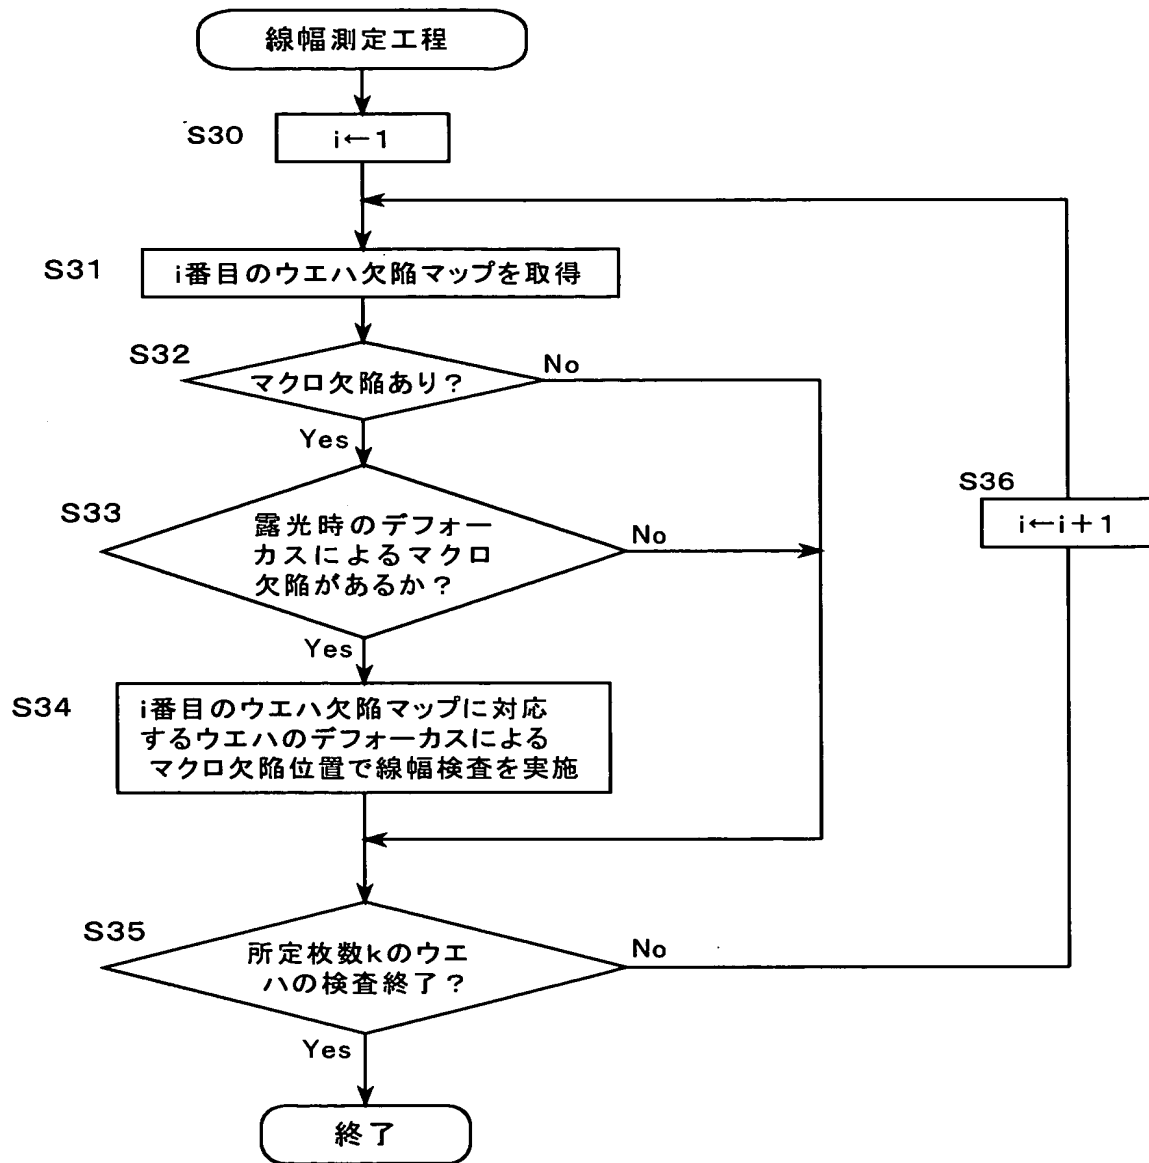 線幅測定工程
S30
i←1
S31
i番目のウエハ欠陥マップを取得
S32
マクロ欠陥あり?
No
Yes
S33
露光時のデフォー
カスによるマクロ
欠陥があるか?
No
Yes
S36
i←i+1
S34
i番目のウエハ欠陥マップに対応
するウエハのデフォーカスによる
マクロ欠陥位置で線幅検査を実施
S35
所定枚数kのウエ
ハの検査終了?
No
Yes
終了